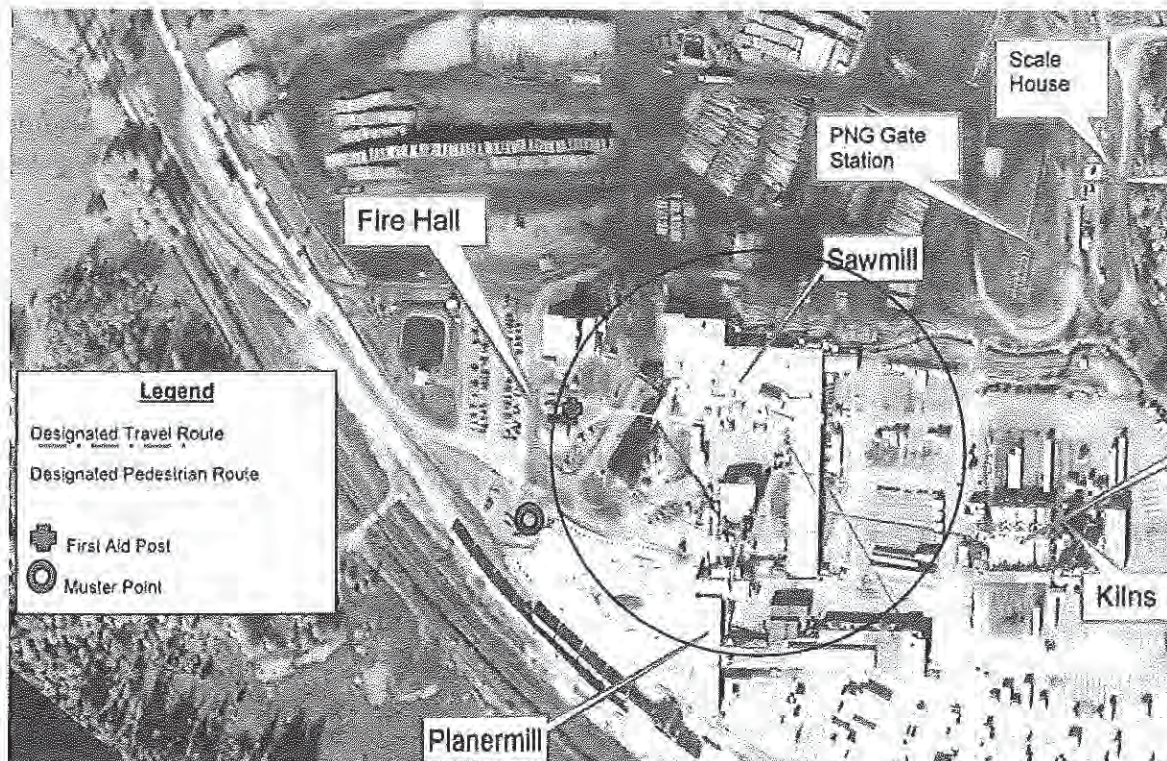 Scale
House
PNG Gate
Station
Fire Hall
Sawmill
Legend
Designated Travel Route
Designated Pedestrian Route
First Aid Post
Muster Point
Kilns
Planermill